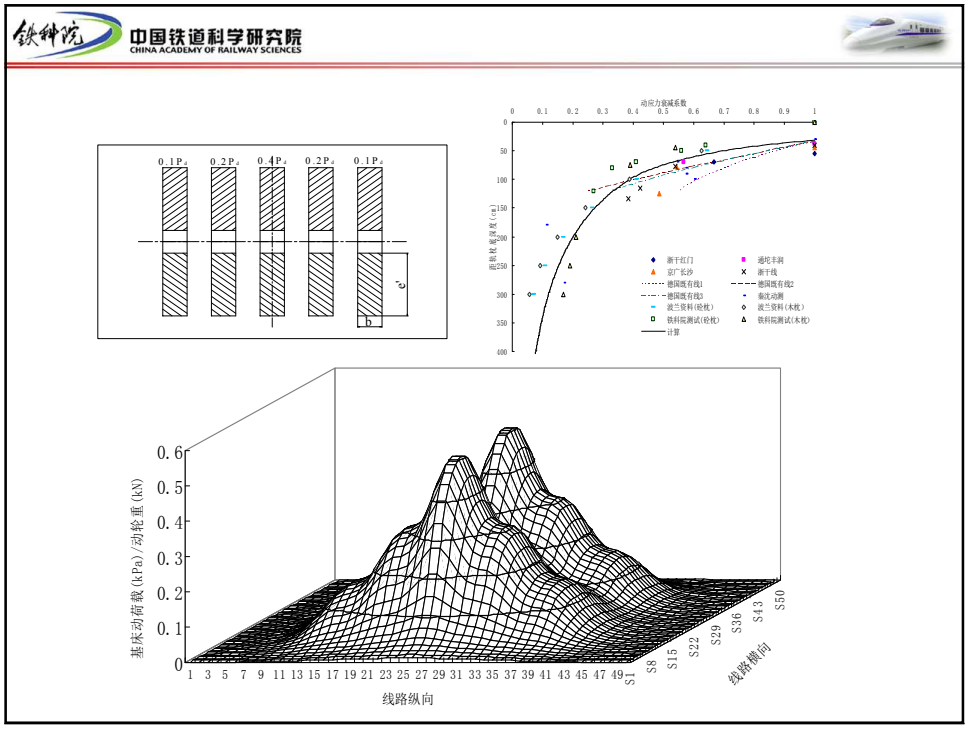 铁科院
中国铁道科学研究院
CHINA ACADEMY OF RAILWAY SCIENCES
0.1Pd 0.2Pd 0.4Pd 0.2Pd 0.1Pd
e'
b
动应力衰减系数
0 0.1 0.2 0.3 0.4 0.5 0.6 0.7 0.8 0.9 1
0
50
100
150
200
250
300
350
400
距轨枕底深度(cm)
浙干红门 通坨丰润
京广长沙 浙干线
德国既有线1 德国既有线2
德国既有线3 秦沈动测
波兰资料(砼枕) 波兰资料(木枕)
铁科院测试(砼枕) 铁科院测试(木枕)
计算
0.6
0.5
0.4
0.3
0.2
0.1
0
基床动荷载(kPa)/动轮重(kN)
1 3 5 7 9 11 13 15 17 19 21 23 25 27 29 31 33 35 37 39 41 43 45 47 49
线路纵向
S1
S8
S15
S22
S29
S36
S43
S50
线路横向